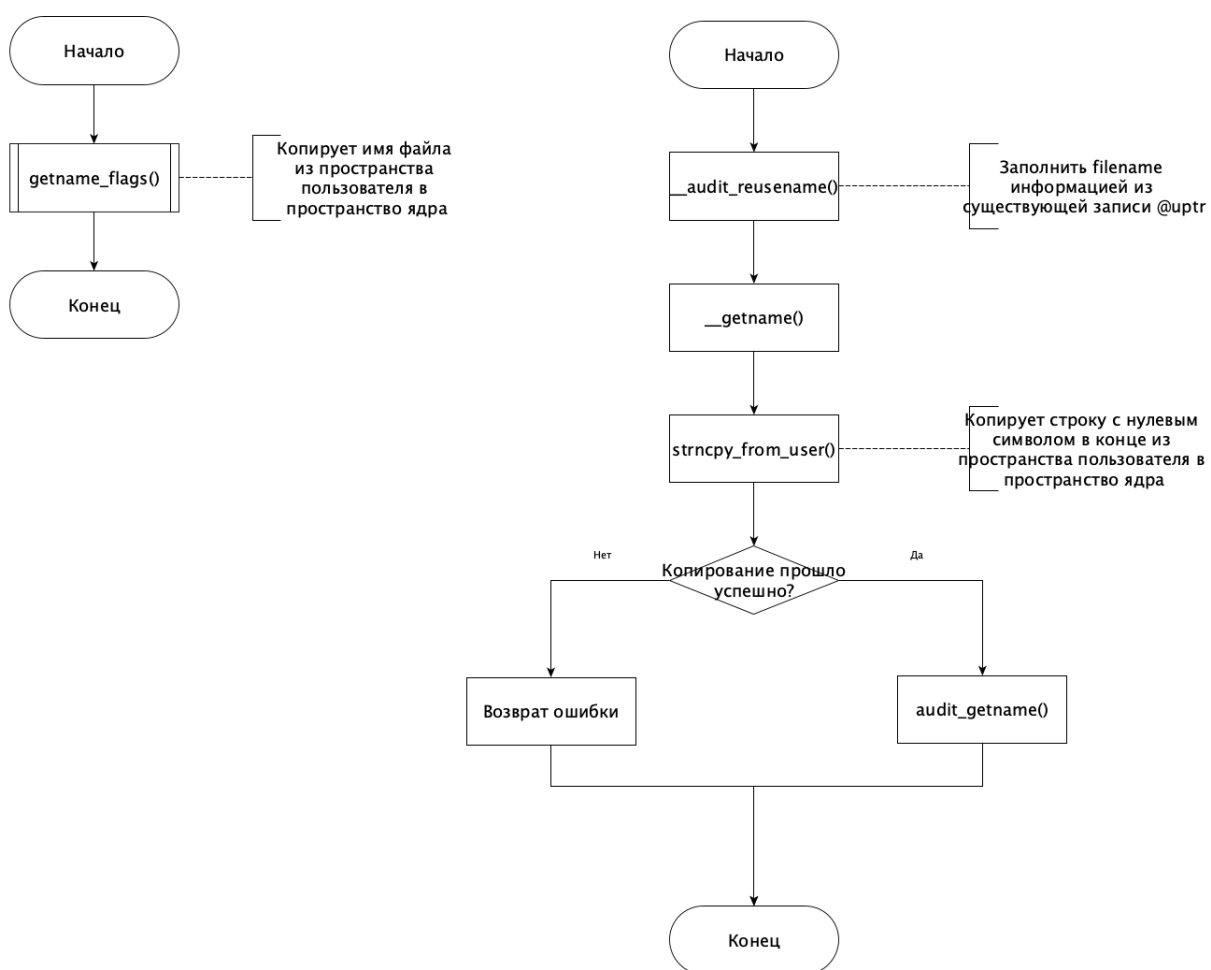 Начало
getname_flags()
Копирует имя файла
из пространства
пользователя в
пространство ядра
Конец
Начало
__audit_reusename()
Заполнить filename
информацией из
существующей записи @uptr
__getname()
strncpy_from_user()
Копирует строку с нулевым
символом в конце из
пространства пользователя в
пространство ядра
Копирование прошло
успешно?
Нет
Да
Возврат ошибки
audit_getname()
Конец